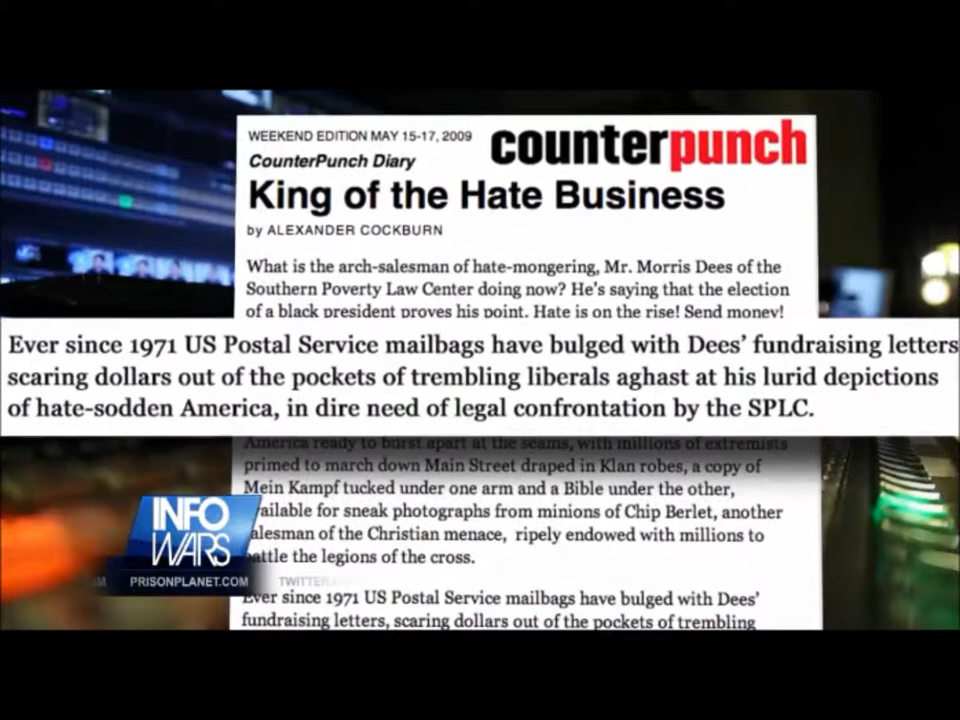 WEEKEND EDITION MAY 15-17, 2009
counterpunch
CounterPunch Diary
King of the Hate Business
by ALEXANDER COCKBURN
What is the arch-salesman of hate-mongering, Mr. Morris Dees of the
Southern Poverty Law Center doing now? He's saying that the election
of a black president proves his point. Hate is on the rise! Send money!
Ever since 1971 US Postal Service mailbags have bulged with Dees' fundraising letters
scaring dollars out of the pockets of trembling liberals aghast at his lurid depictions
of hate-sodden America, in dire need of legal confrontation by the SPLC.
America ready to burst apart at the seams, with millions of extremists
primed to march down Main Street draped in Klan robes, a copy of
Mein Kampf tucked under one arm and a Bible under the other,
ailable for sneak photographs from minions of Chip Berlet, another
alesman of the Christian menace, ripely endowed with millions to
attle the legions of the cross.
INFO
WARS
PRISONPLANET.COM
TWITTER
Ever since 1971 US Postal Service mailbags have bulged with Dees'
fundraising letters, scaring dollars out of the pockets of trembling